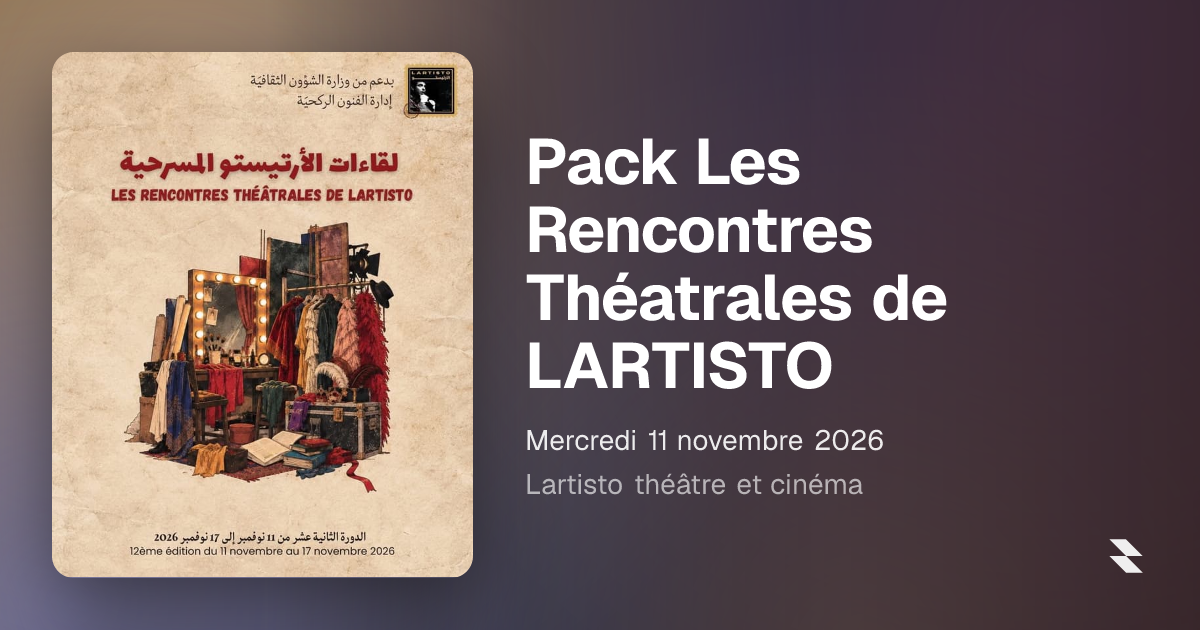 بدعم من وزارة الشؤون الثقافيّة
إدارة الفنون الركحيّة
LARTISTO
لقاءات الأرتيستو المسرحية
LES RENCONTRES THÉÂTRALES DE LARTISTO
الدورة الثانية عشر من 11 نوفمبر إلى 17 نوفمبر 2026
12ème édition du 11 novembre au 17 novembre 2026
Pack Les
Rencontres
Théatrales de
LARTISTO
Mercredi 11 novembre 2026
Lartisto théâtre et cinéma